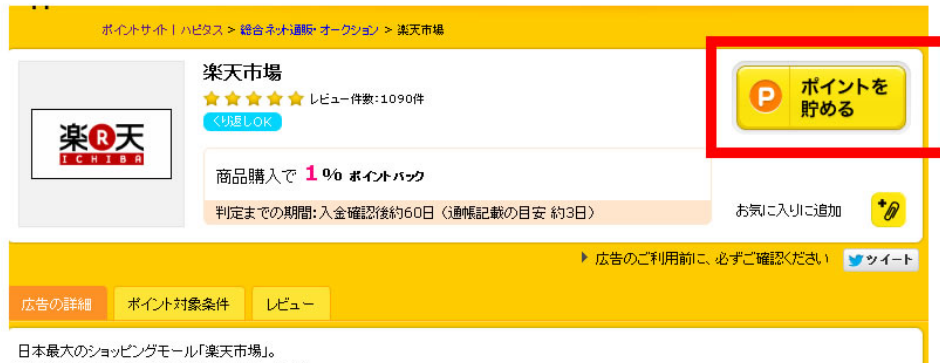 ポイントサイト | ハピタス > 総合ネット通販・オークション > 楽天市場
楽天市場
レビュー件数:1090件
くり返しOK
楽R天
ICHIBA
P ポイントを
貯める
商品購入で 1% ポイントバック
判定までの期間:入金確認後約60日(通帳記載の目安 約3日)
お気に入りに追加
広告のご利用前に、必ずご確認ください ツイート
広告の詳細 ポイント対象条件 レビュー
日本最大のショッピングモール「楽天市場」。